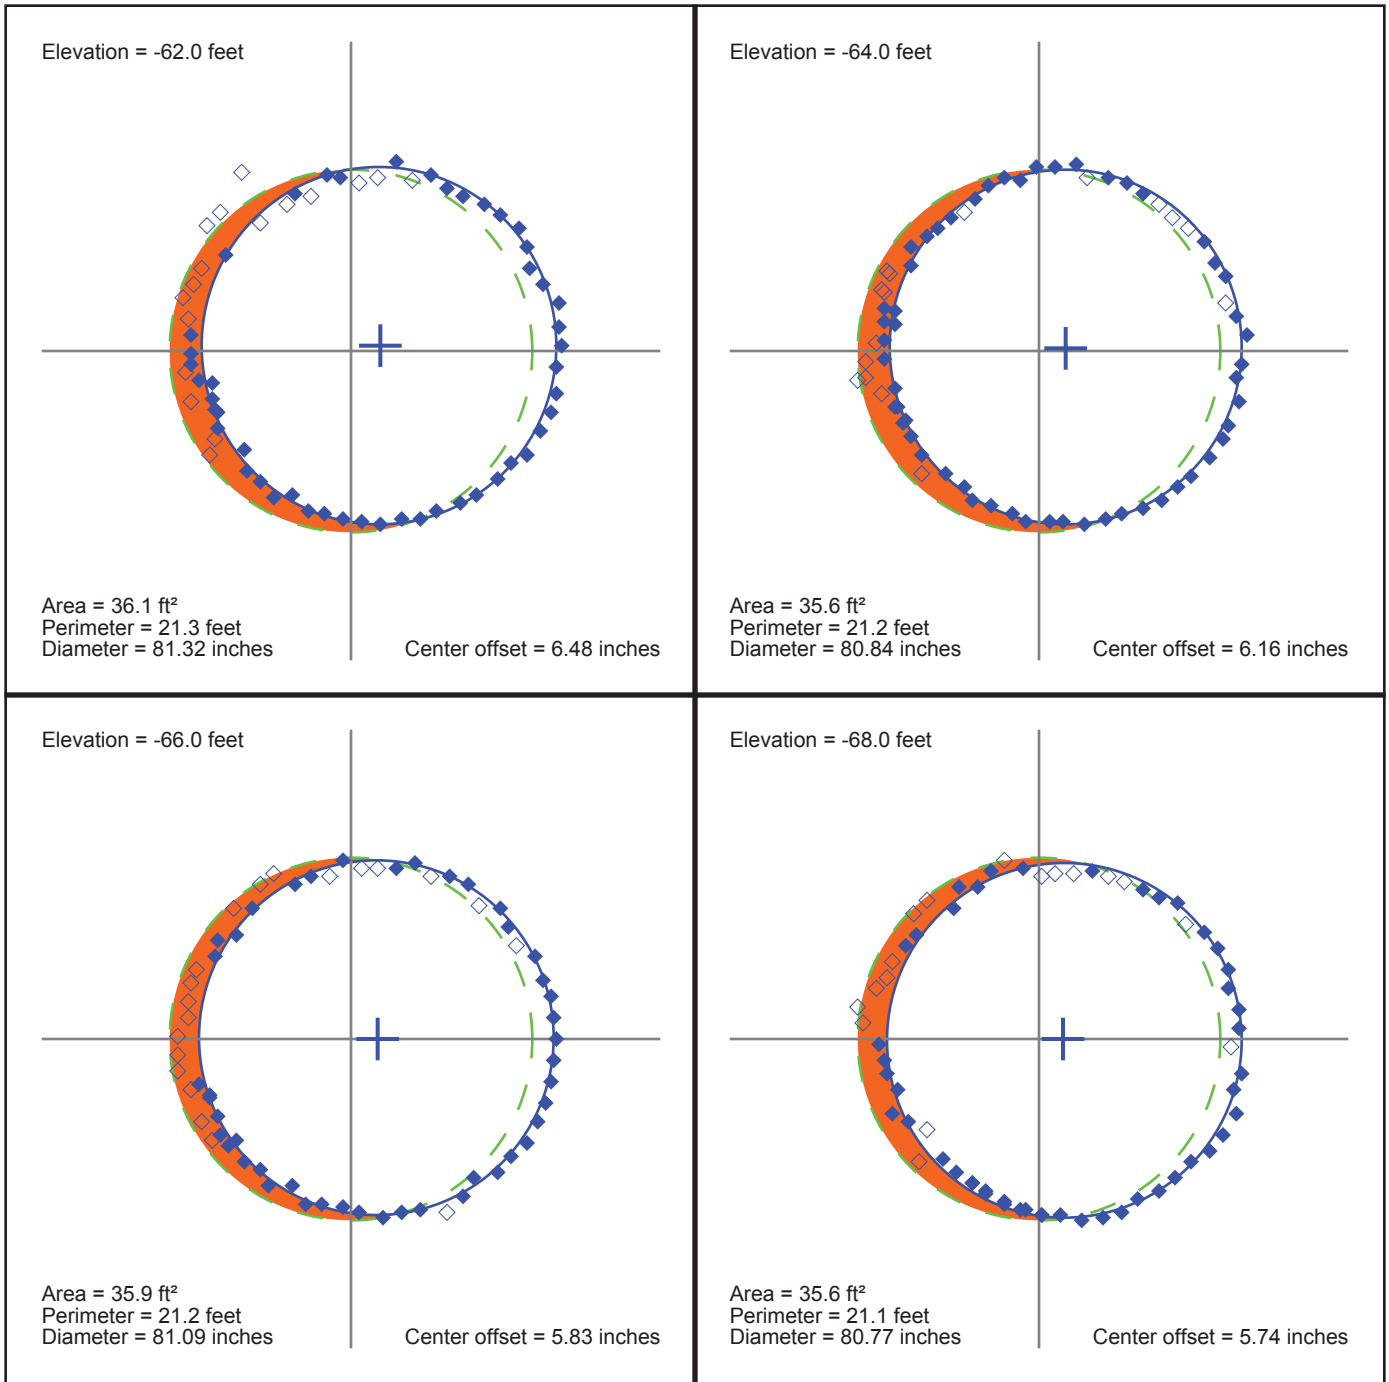 Elevation = -62.0 feet
Area = 36.1 ft²
Perimeter = 21.3 feet
Diameter = 81.32 inches
Center offset = 6.48 inches
Elevation = -64.0 feet
Area = 35.6 ft²
Perimeter = 21.2 feet
Diameter = 80.84 inches
Center offset = 6.16 inches
Elevation = -66.0 feet
Area = 35.9 ft²
Perimeter = 21.2 feet
Diameter = 81.09 inches
Center offset = 5.83 inches
Elevation = -68.0 feet
Area = 35.6 ft²
Perimeter = 21.1 feet
Diameter = 80.77 inches
Center offset = 5.74 inches